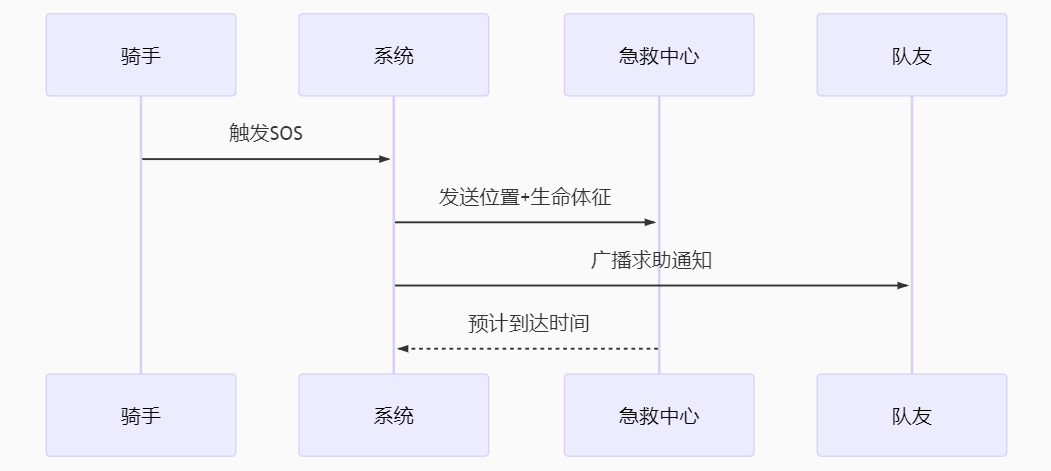 骑手
系统
急救中心
队友
触发SOS
发送位置+生命体征
广播求助通知
预计到达时间
骑手
系统
急救中心
队友